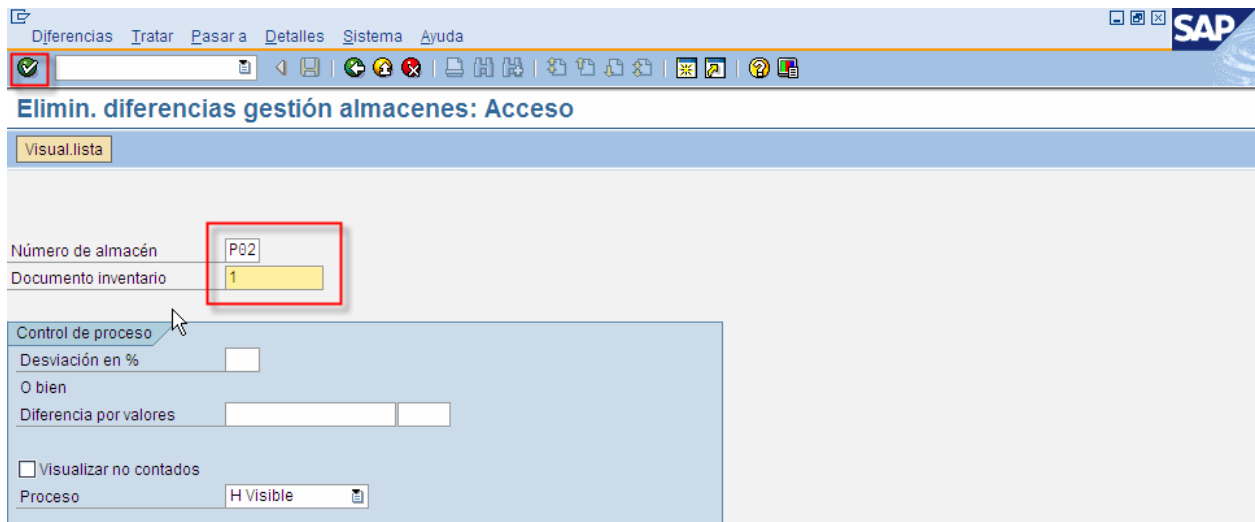 Diferencias Tratar Pasar a Detalles Sistema Ayuda
SAP
Elimin. diferencias gestión almacenes: Acceso
Visual.lista
Número de almacén P02
Documento inventario 1
Control de proceso
Desviación en %
O bien
Diferencia por valores
Visualizar no contados
Proceso H Visible